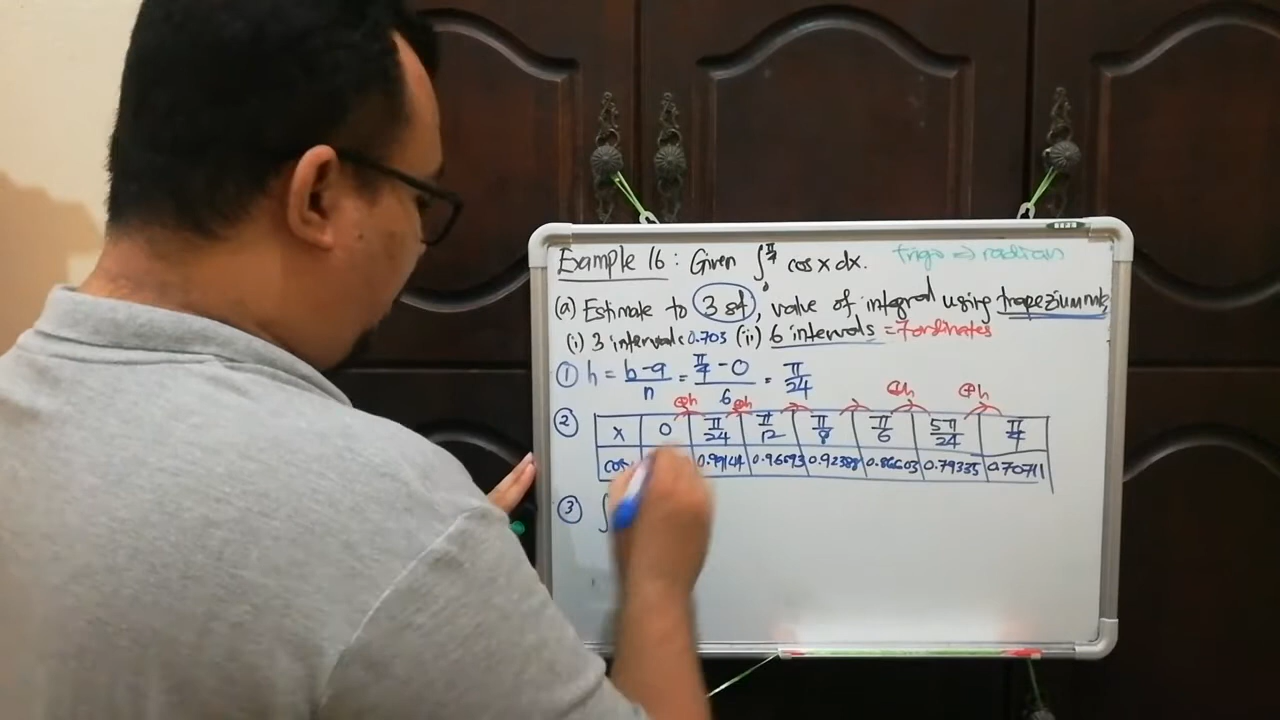 Example 16: Given ∫₀^(π/4) cos x dx. trigo ⇒ radian
(a) Estimate to 3 sf, value of integral using trapezium rule,
(i) 3 intervals: 0.703 (ii) 6 intervals = 7 ordinates
① h = (b-a)/n = (π/4 - 0)/6 = π/24
⊕h ⊕h ⊕h ⊕h
② x 0 π/24 π/12 π/8 π/6 5π/24 π/4
cos 0.99144 0.96593 0.92388 0.86603 0.79335 0.70711
③ ∫